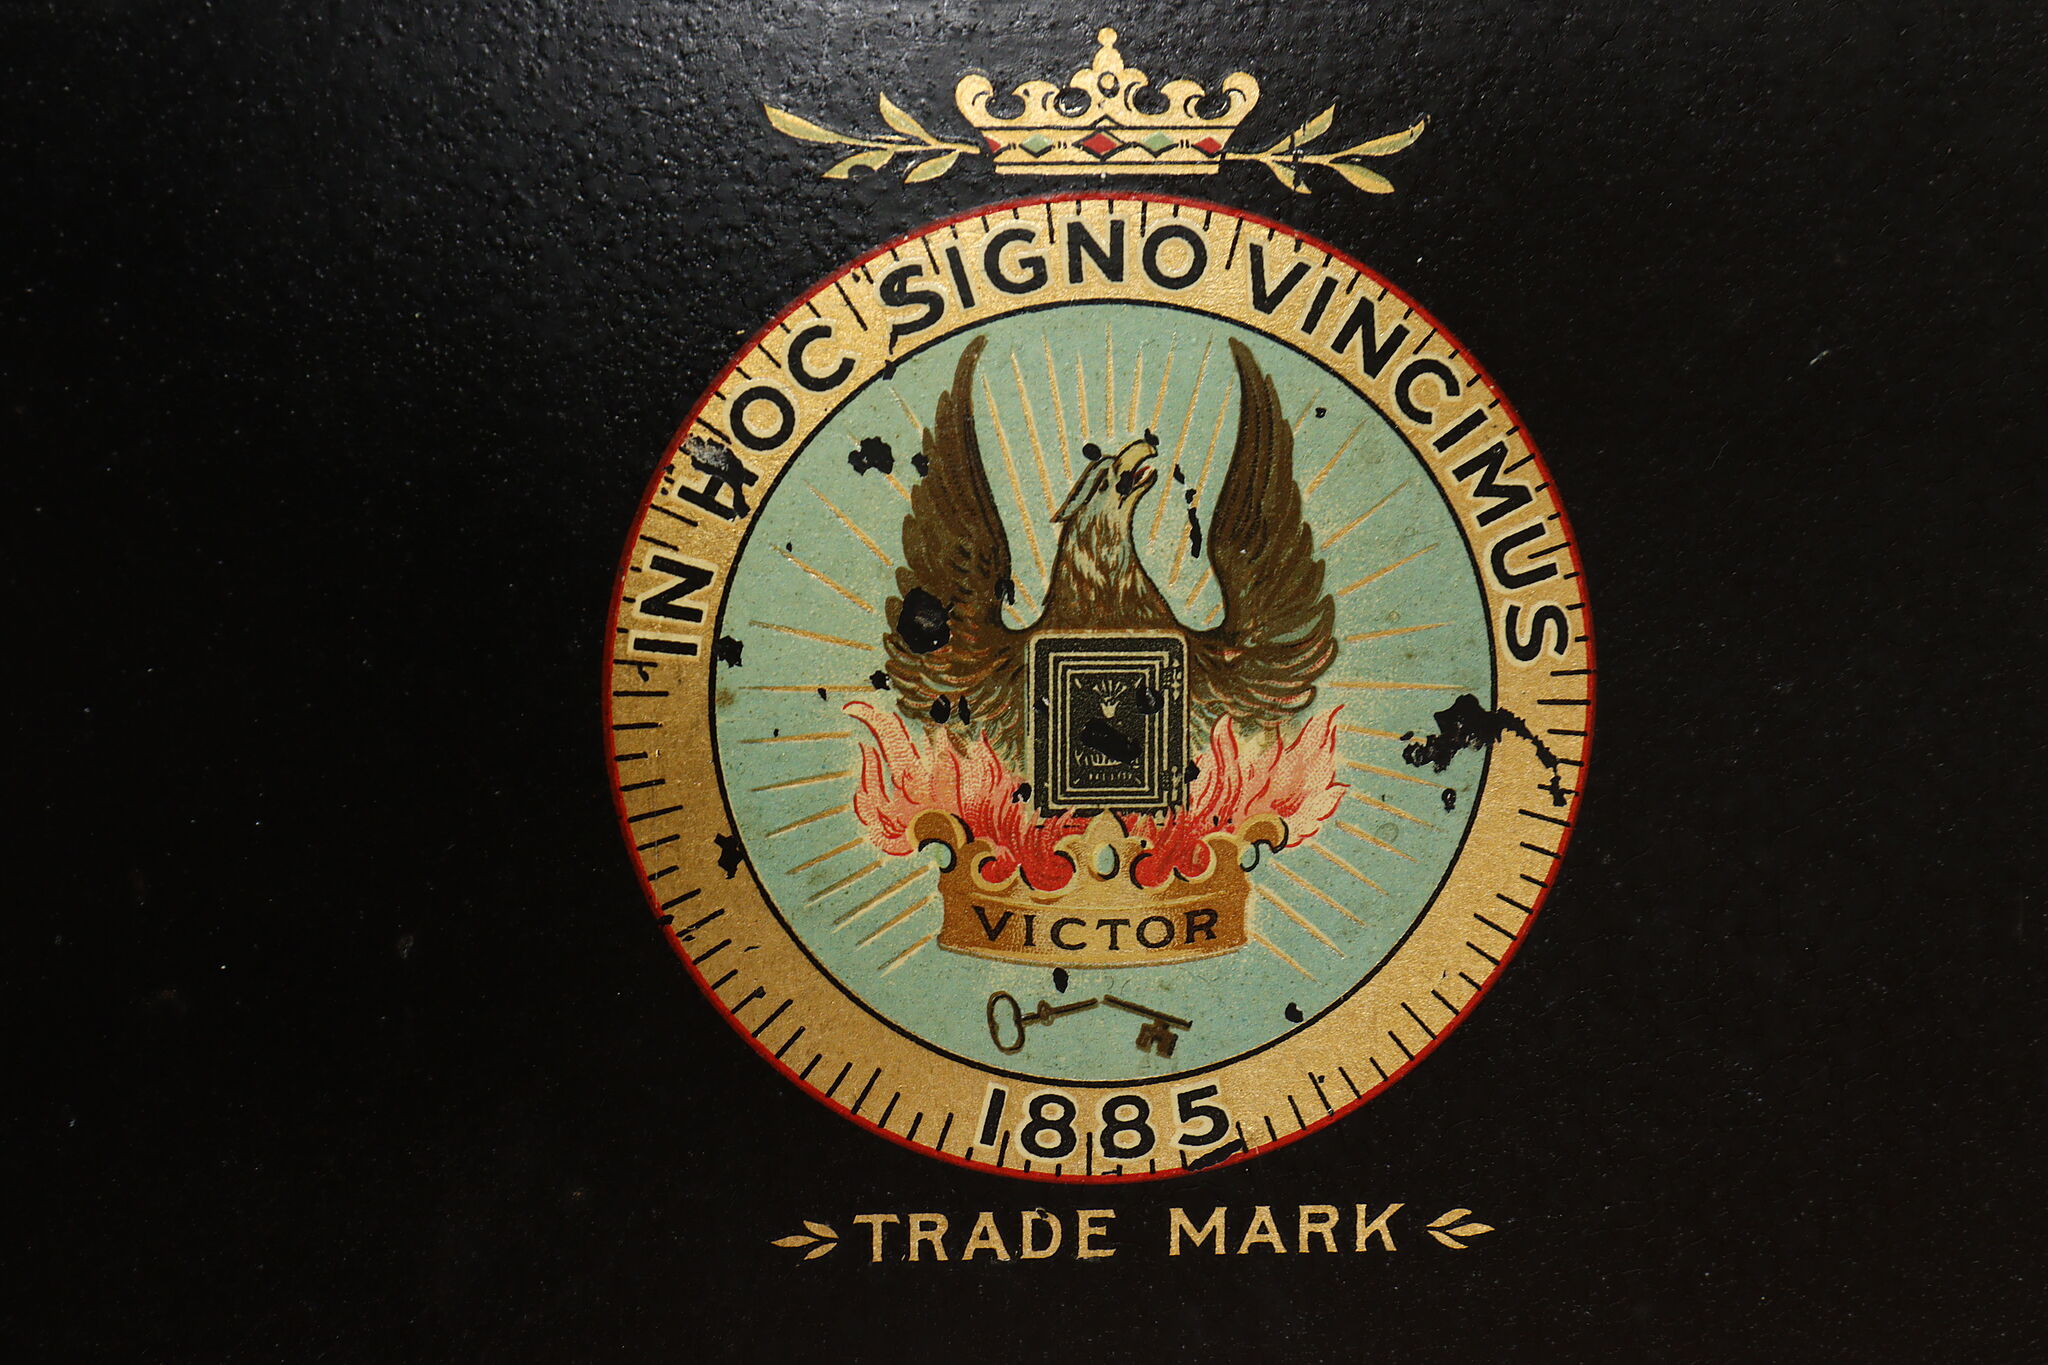 IN HOC SIGNO VINCIMUS
VICTOR
1885
TRADE MARK